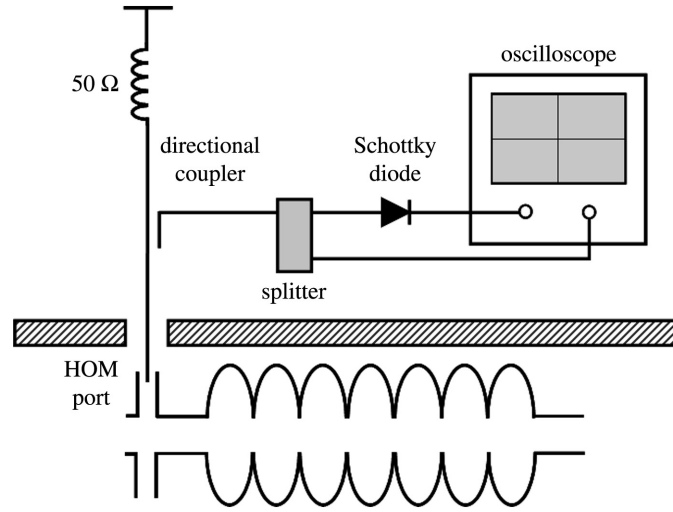 oscilloscope
50 Ω
directional
coupler
Schottky
diode
splitter
HOM
port